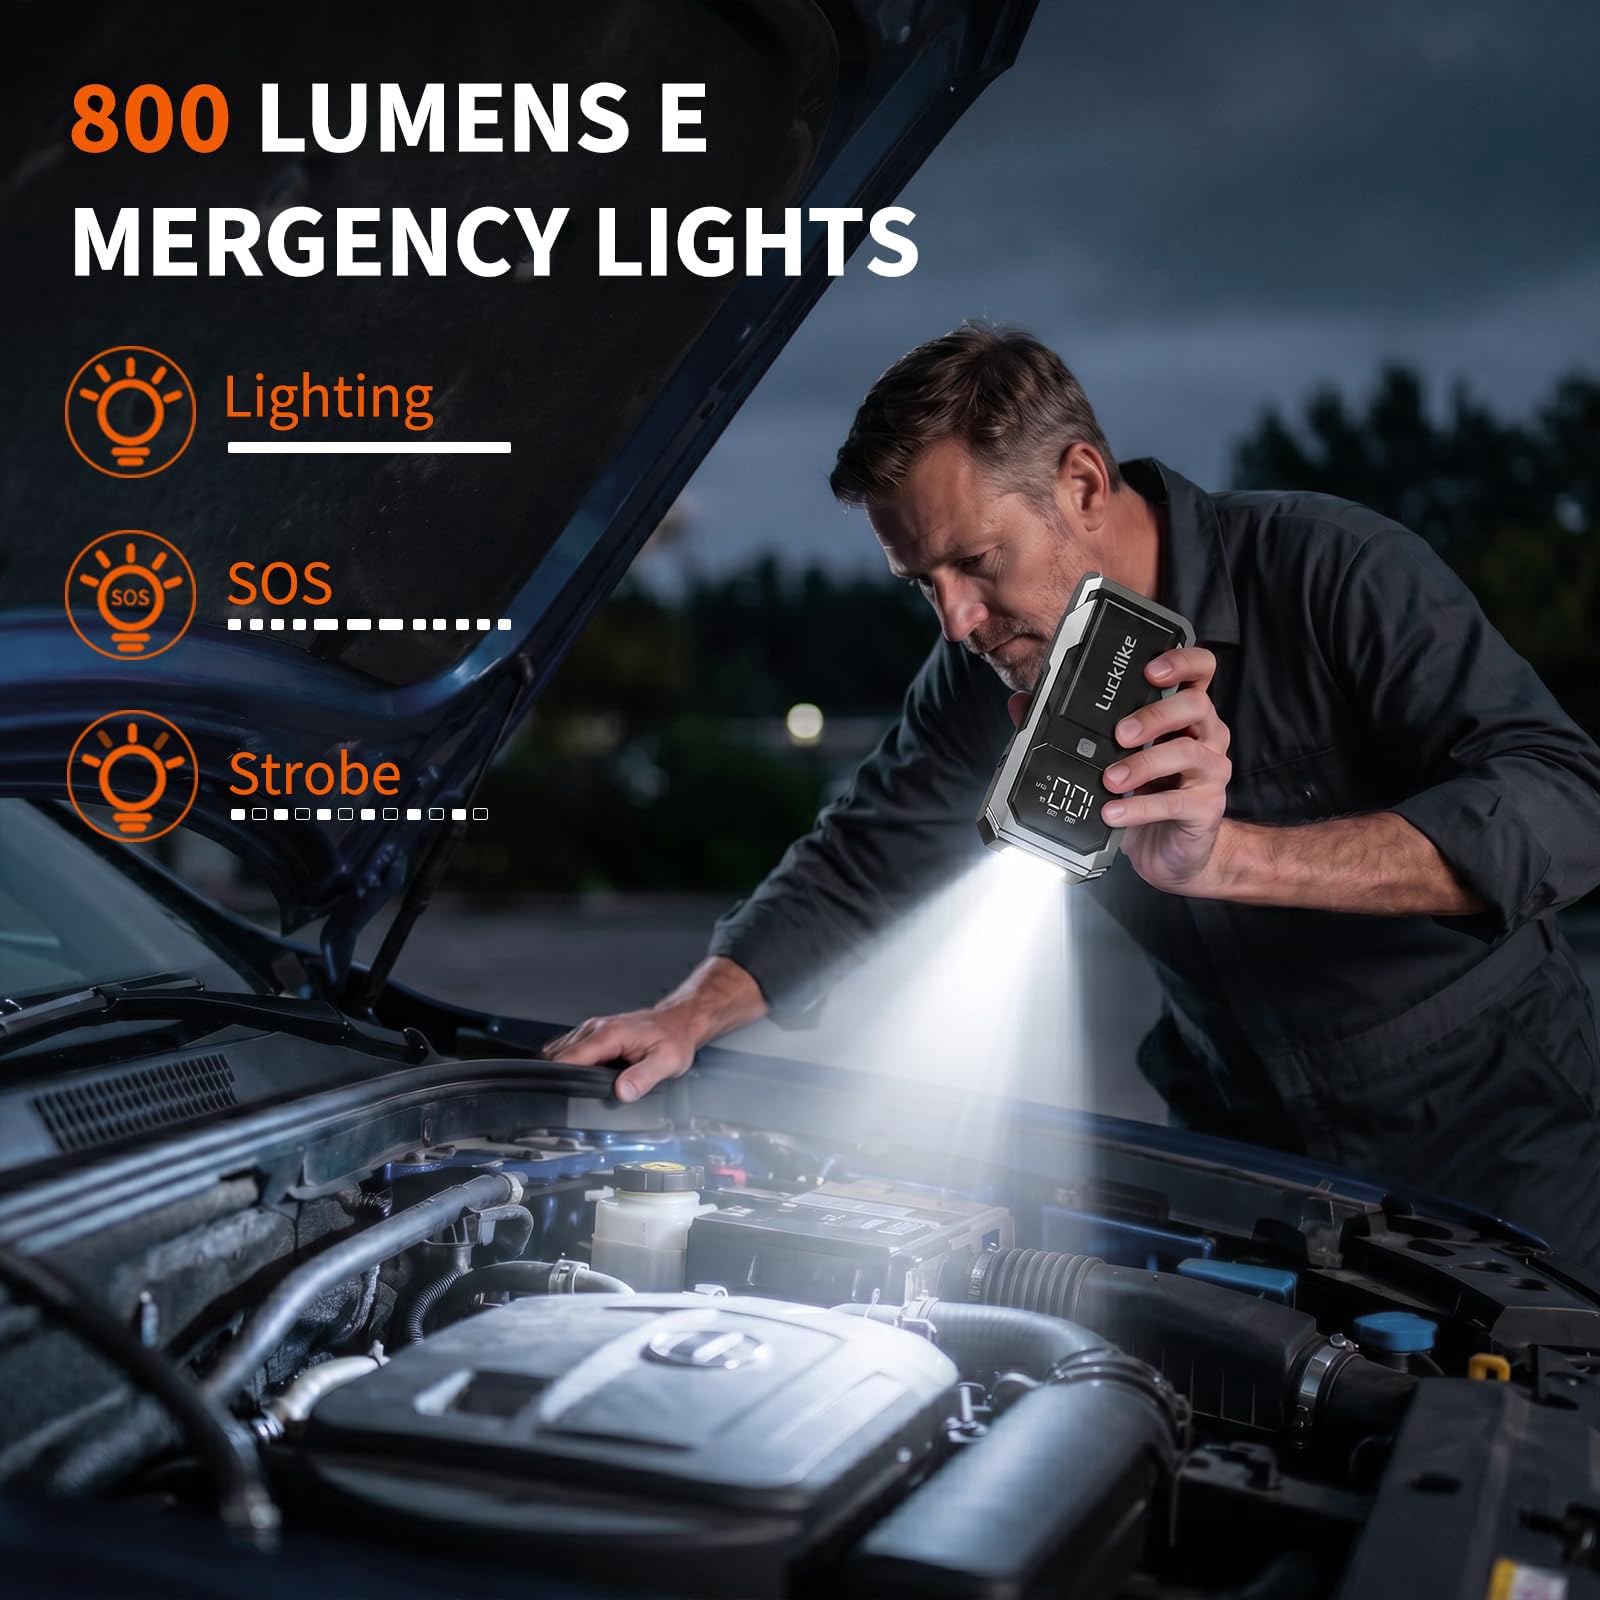 800 LUMENS E
MERGENCY LIGHTS
Lighting
SOS
SOS
Strobe
Lucklike
100